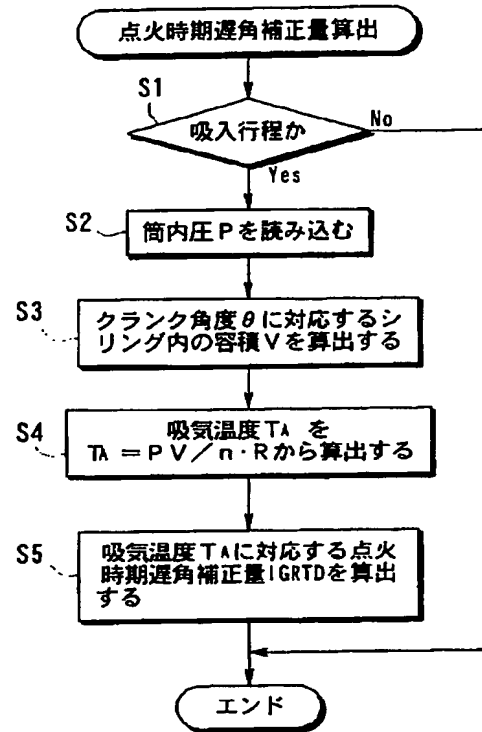 点火時期遅角補正量算出
S1
吸入行程か
No
Yes
S2
筒内圧Pを読み込む
S3
クランク角度θに対応するシ
リング内の容積Vを算出する
S4
吸気温度TAを
TA=PV/n・Rから算出する
S5
吸気温度TAに対応する点火
時期遅角補正量IGRTDを算出
する
エンド